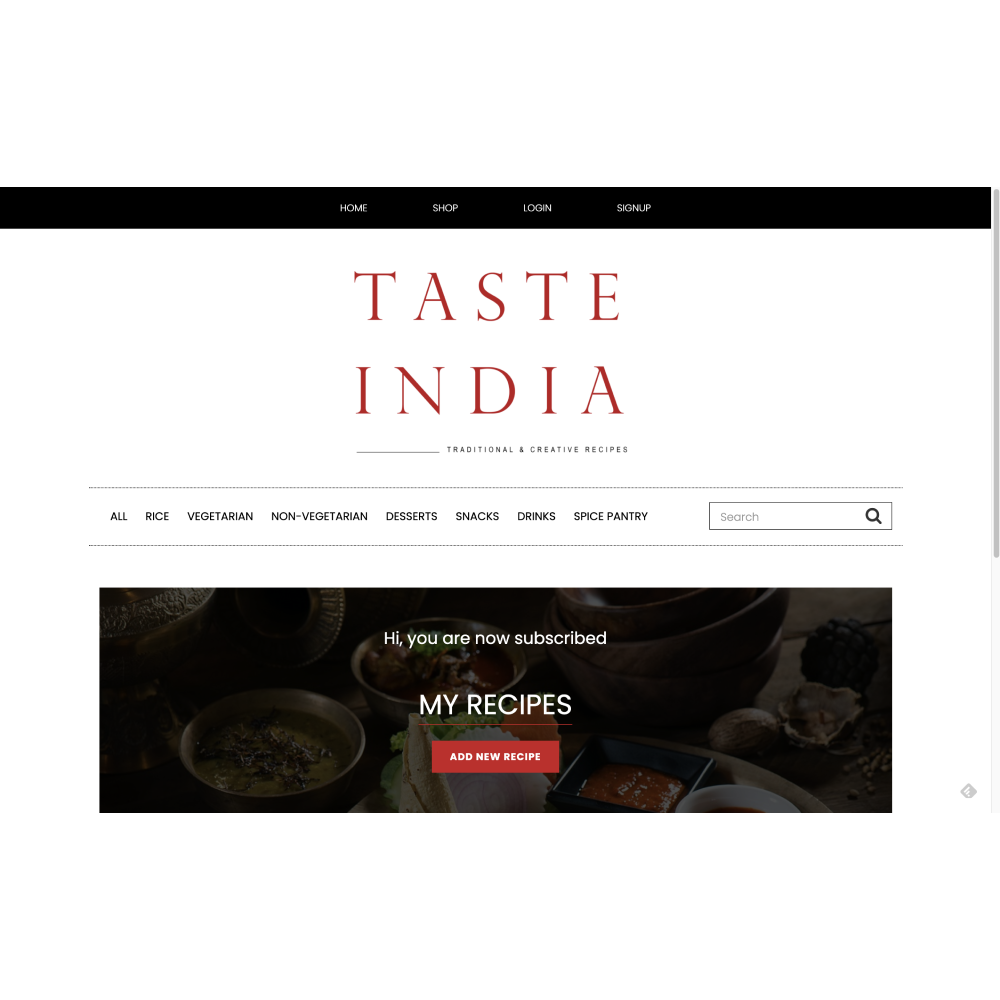 HOME SHOP LOGIN SIGNUP
TASTE
INDIA
TRADITIONAL & CREATIVE RECIPES
ALL RICE VEGETARIAN NON-VEGETARIAN DESSERTS SNACKS DRINKS SPICE PANTRY Search
Hi, you are now subscribed
MY RECIPES
ADD NEW RECIPE